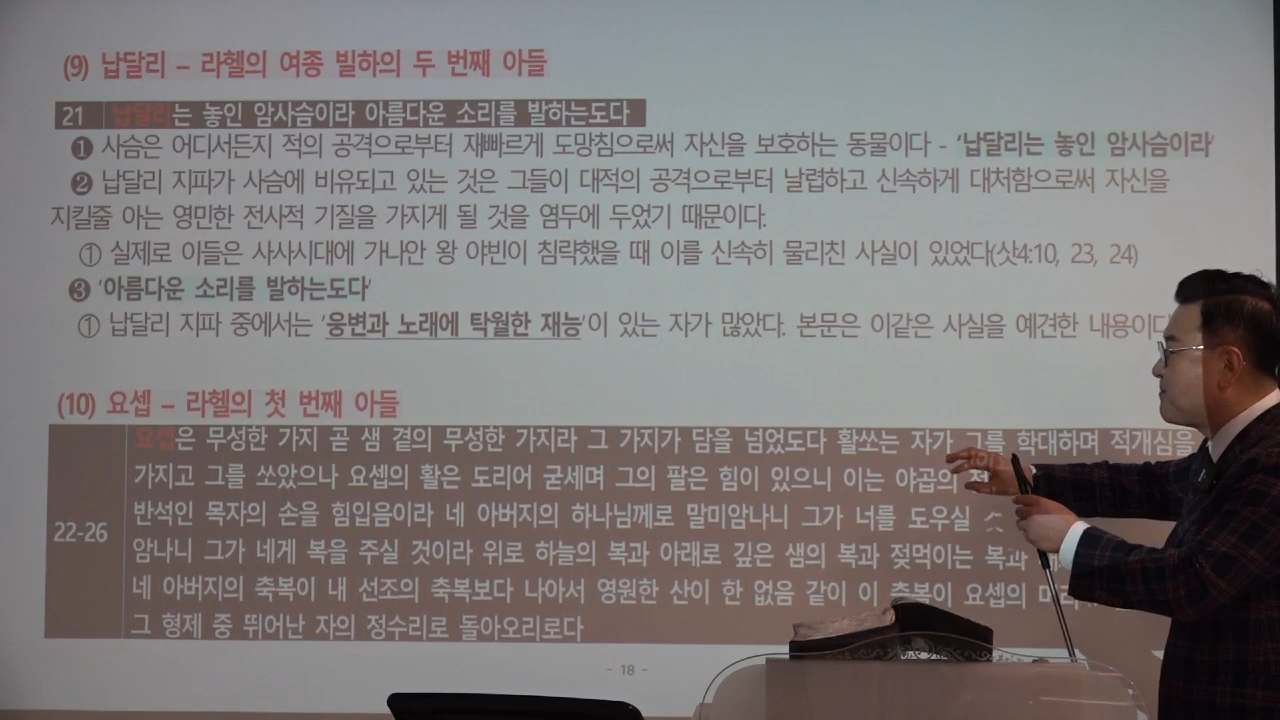 (9) 납달리 – 라헬의 여종 빌하의 두 번째 아들
21 납달리는 놓인 암사슴이라 아름다운 소리를 발하는도다
❶ 사슴은 어디서든지 적의 공격으로부터 재빠르게 도망침으로써 자신을 보호하는 동물이다 - '납달리는 놓인 암사슴이라'
❷ 납달리 지파가 사슴에 비유되고 있는 것은 그들이 대적의 공격으로부터 날렵하고 신속하게 대처함으로써 자신을
지킬줄 아는 영민한 전사적 기질을 가지게 될 것을 염두에 두었기 때문이다.
① 실제로 이들은 사사시대에 가나안 왕 야빈이 침략했을 때 이를 신속히 물리친 사실이 있었다(삿4:10, 23, 24)
❸ '아름다운 소리를 발하는도다'
① 납달리 지파 중에서는 '웅변과 노래에 탁월한 재능'이 있는 자가 많았다. 본문은 이같은 사실을 예견한 내용이다
(10) 요셉 – 라헬의 첫 번째 아들
요셉은 무성한 가지 곧 샘 곁의 무성한 가지라 그 가지가 담을 넘었도다 활쏘는 자가 그를 학대하며 적개심을
가지고 그를 쏘았으나 요셉의 활은 도리어 굳세며 그의 팔은 힘이 있으니 이는 야곱의
반석인 목자의 손을 힘입음이라 네 아버지의 하나님께로 말미암나니 그가 너를 도우실
22-26
암나니 그가 네게 복을 주실 것이라 위로 하늘의 복과 아래로 깊은 샘의 복과 젖먹이는 복과
네 아버지의 축복이 내 선조의 축복보다 나아서 영원한 산이 한 없음 같이 이 축복이 요셉의
그 형제 중 뛰어난 자의 정수리로 돌아오리로다
- 18 -